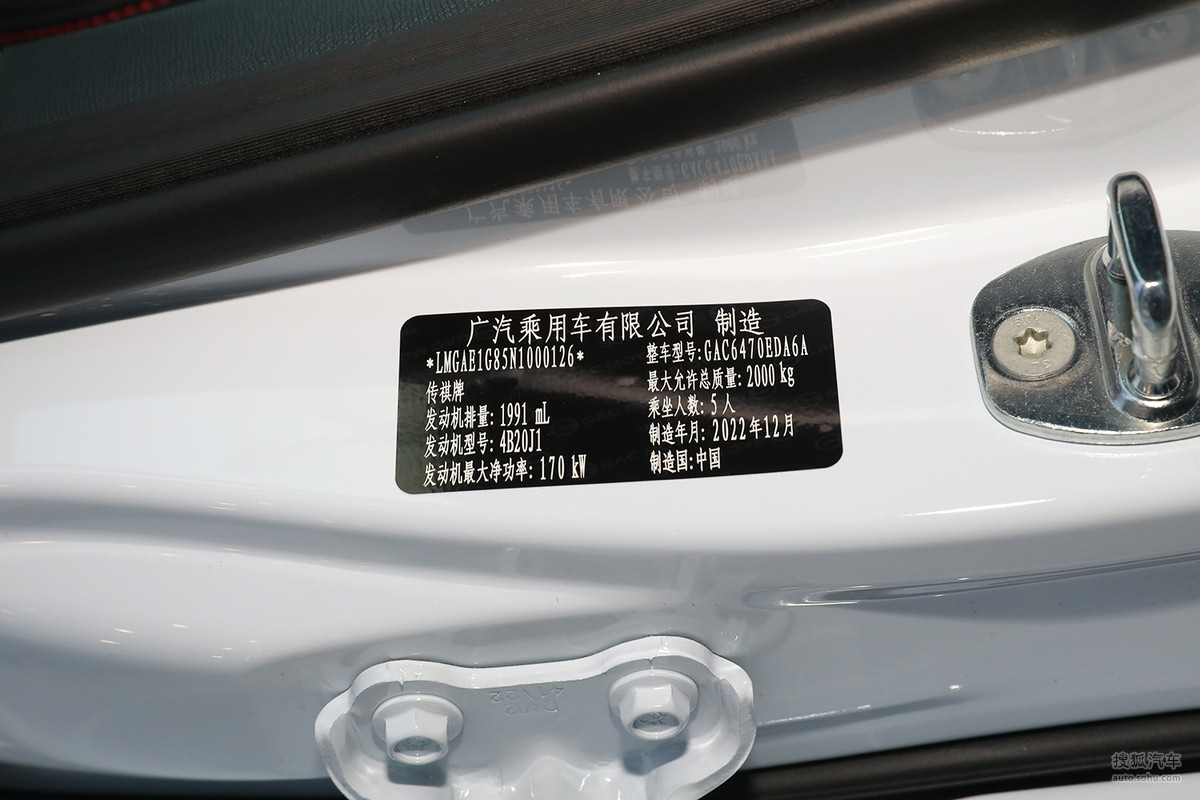 广汽乘用车有限公司 制造
*LMGAE1G85N1000126*
传祺牌
发动机排量: 1991 mL
发动机型号: 4B20J1
发动机最大净功率: 170 kW
整车型号:GAC6470EDA6A
最大允许总质量: 2000 kg
乘坐人数: 5 人
制造年月: 2022年12月
制造国:中国
搜狐汽车
auto.sohu.com